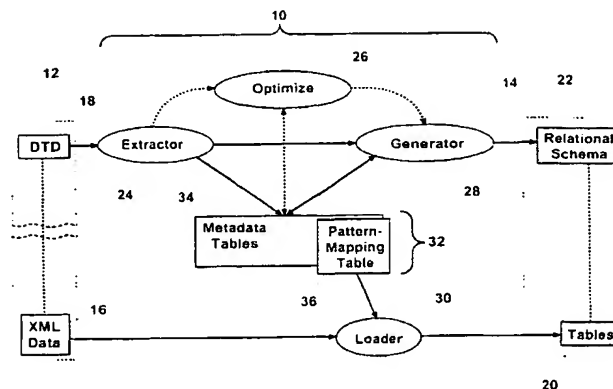 10
12
26
14
22
18
Optimize
DTD
Extractor
Generator
Relational
Schema
24
34
28
Metadata
Tables
Pattern-
Mapping
Table
32
16
36
30
XML
Data
Loader
Tables
20